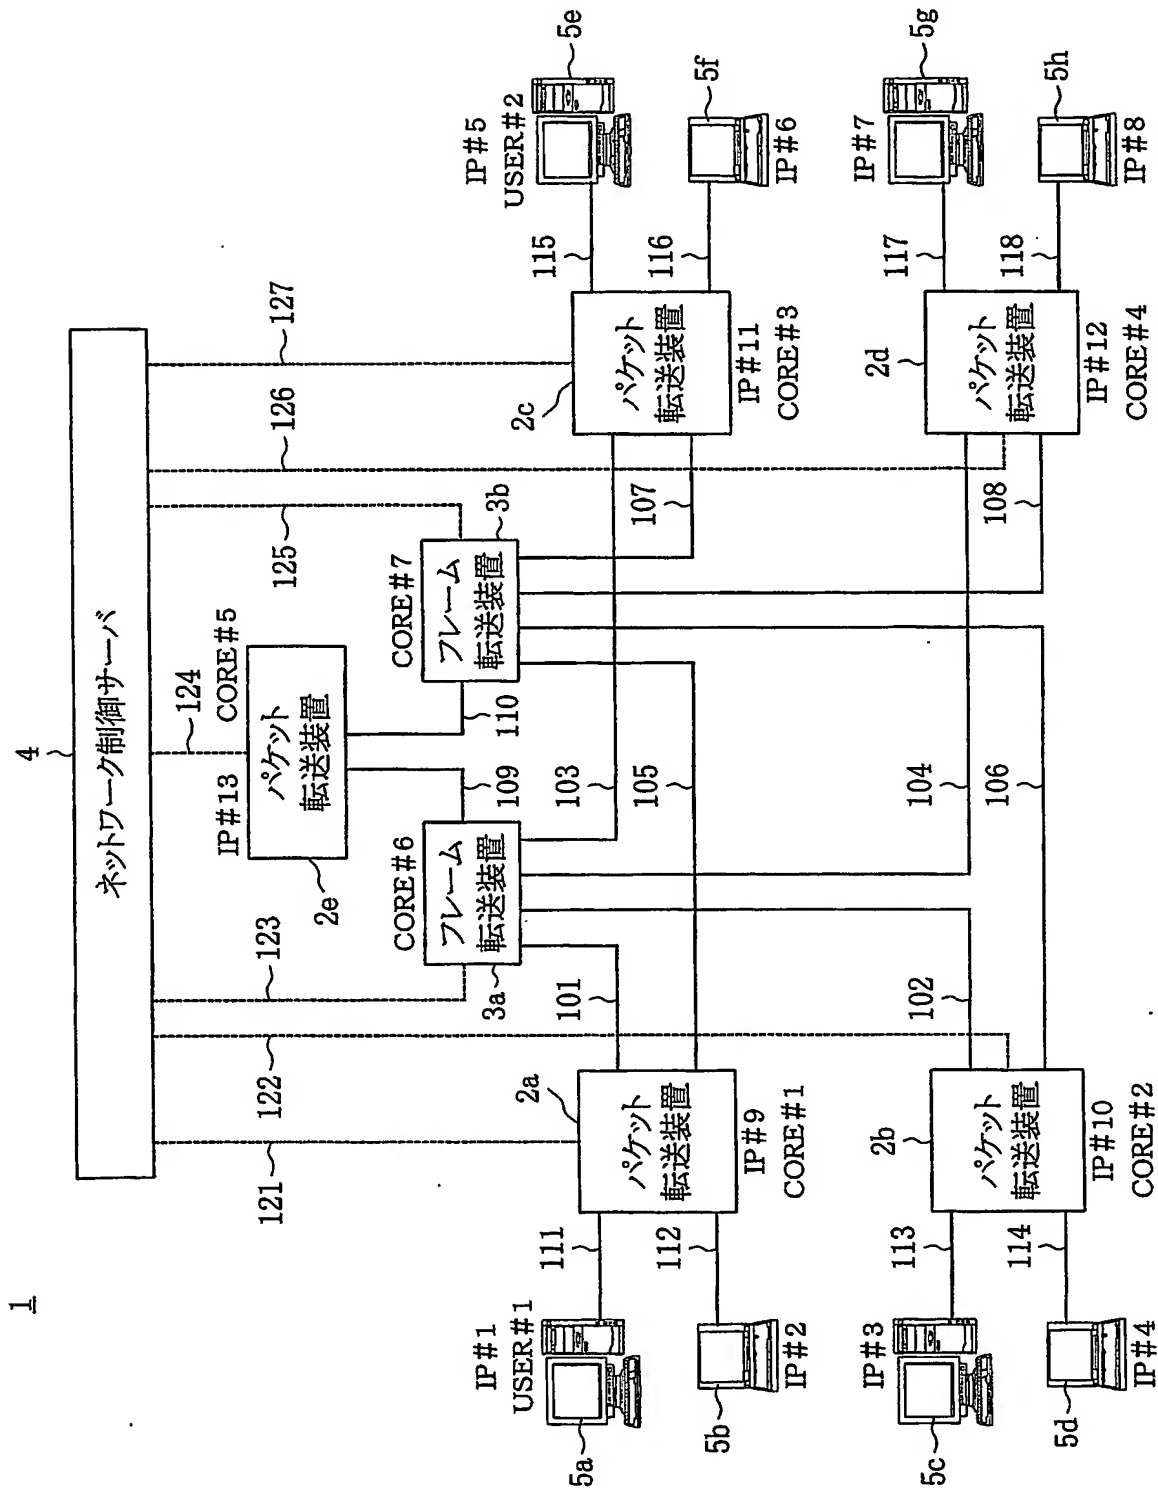 1
4
ネットワーク制御サーバ
121
122
123
124
125
126
127
IP#13
CORE#5
パケット
転送装置
2e
CORE#6
フレーム
転送装置
3a
CORE#7
フレーム
転送装置
3b
109
110
101
103
105
107
102
104
106
108
IP#1
USER#1
5a
111
IP#2
5b
112
2a
パケット
転送装置
IP#9
CORE#1
IP#3
5c
113
IP#4
5d
114
2b
パケット
転送装置
IP#10
CORE#2
2c
パケット
転送装置
IP#11
CORE#3
115
IP#5
USER#2
5e
116
5f
IP#6
2d
パケット
転送装置
IP#12
CORE#4
117
IP#7
5g
118
5h
IP#8